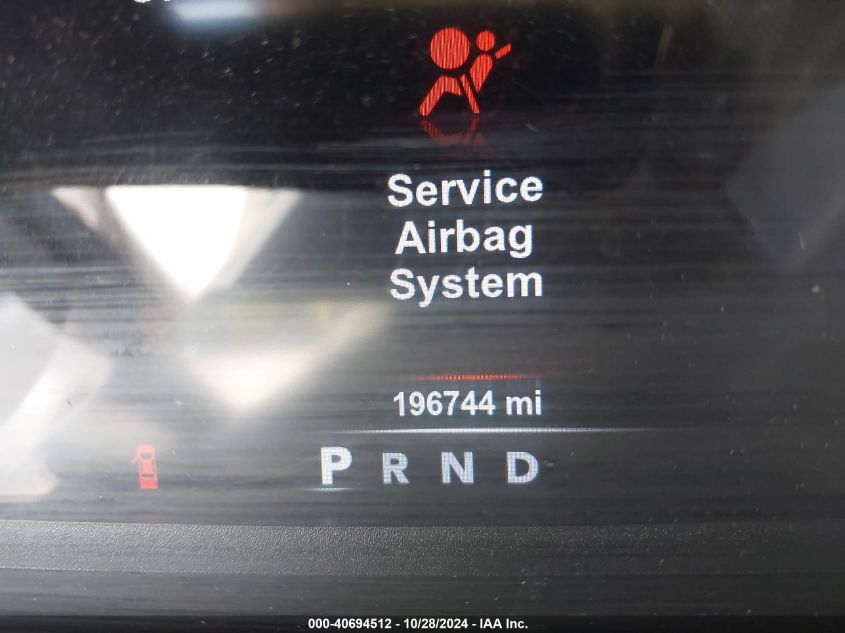 Service
Airbag
System
196744 mi
P R N D
000-40694512 - 10/28/2024 - IAA Inc.